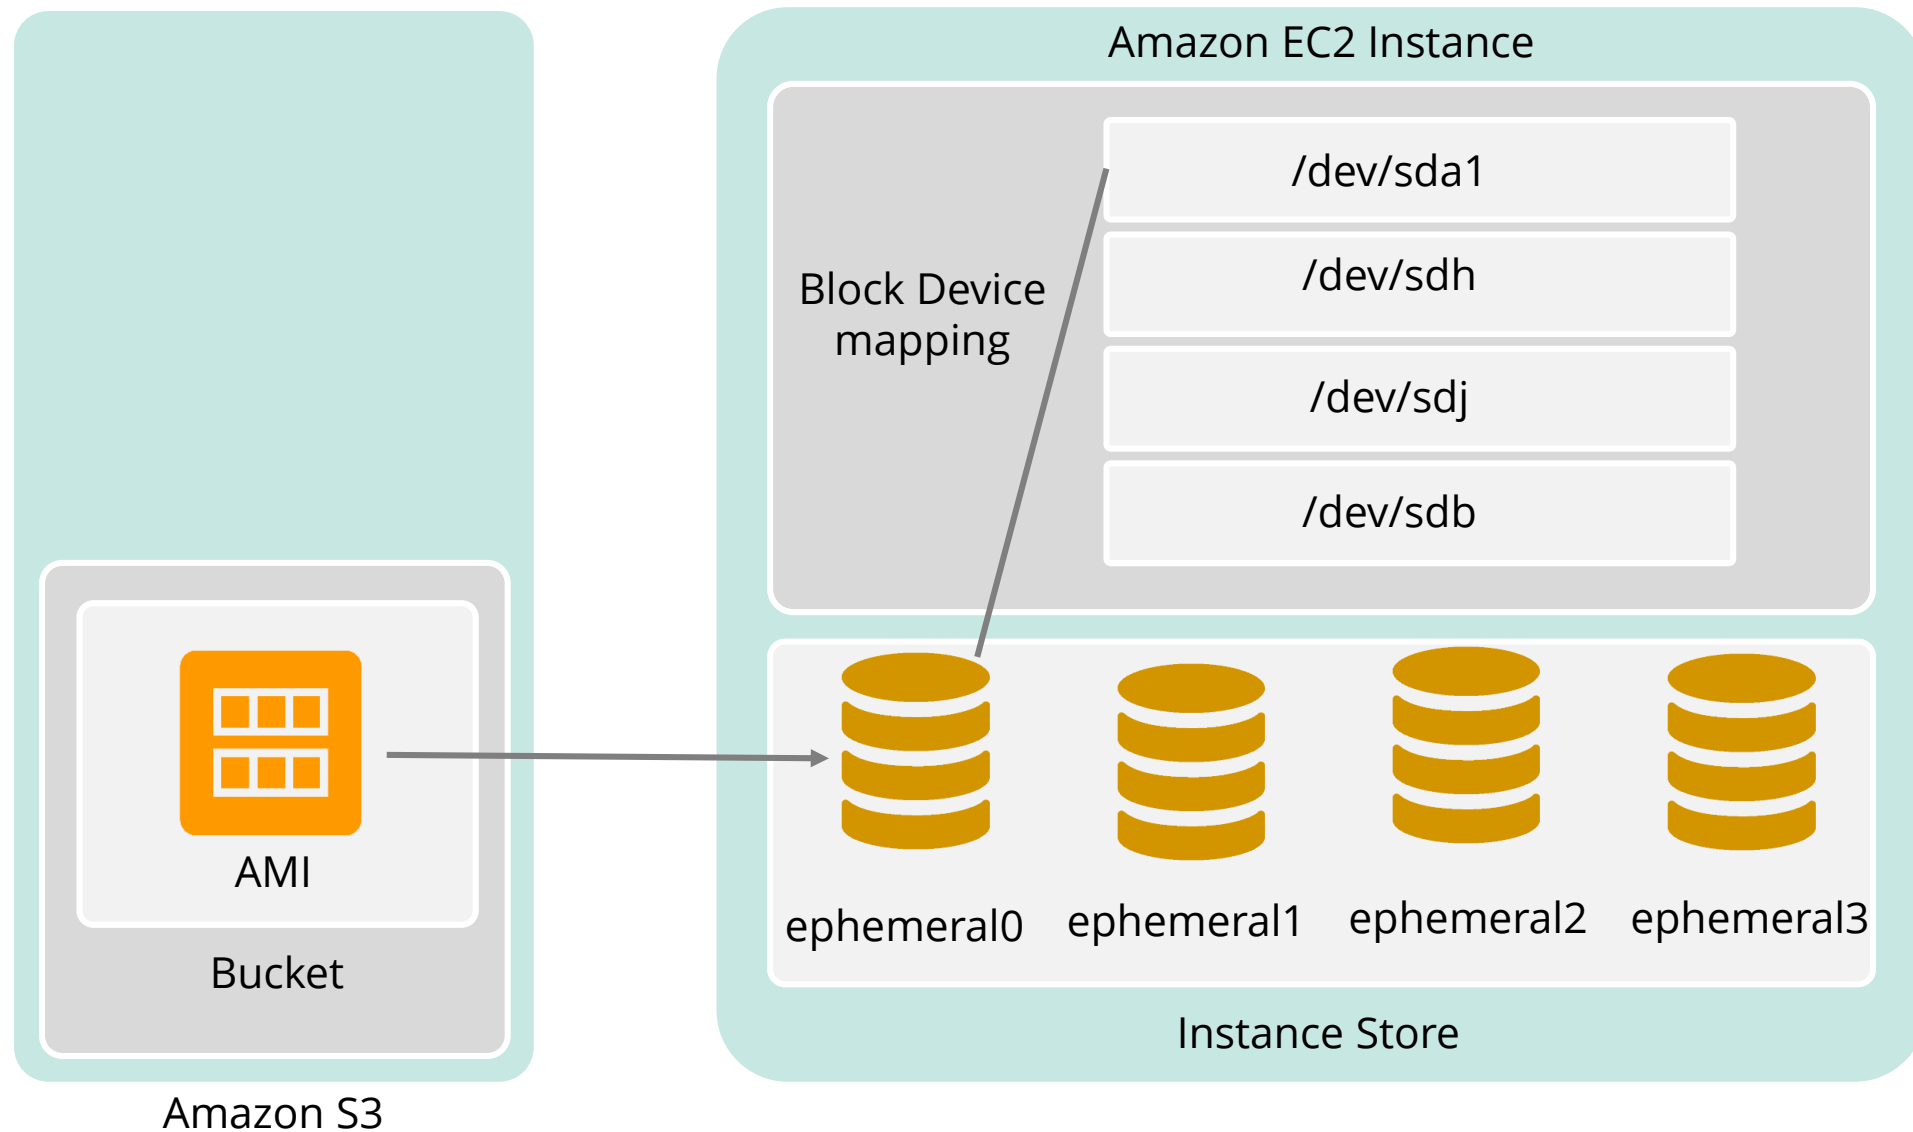 Amazon EC2 Instance
/dev/sda1
/dev/sdh
Block Device
mapping
/dev/sdj
/dev/sdb
AMI
Bucket
Amazon S3
ephemeral0
ephemeral1
ephemeral2
ephemeral3
Instance Store